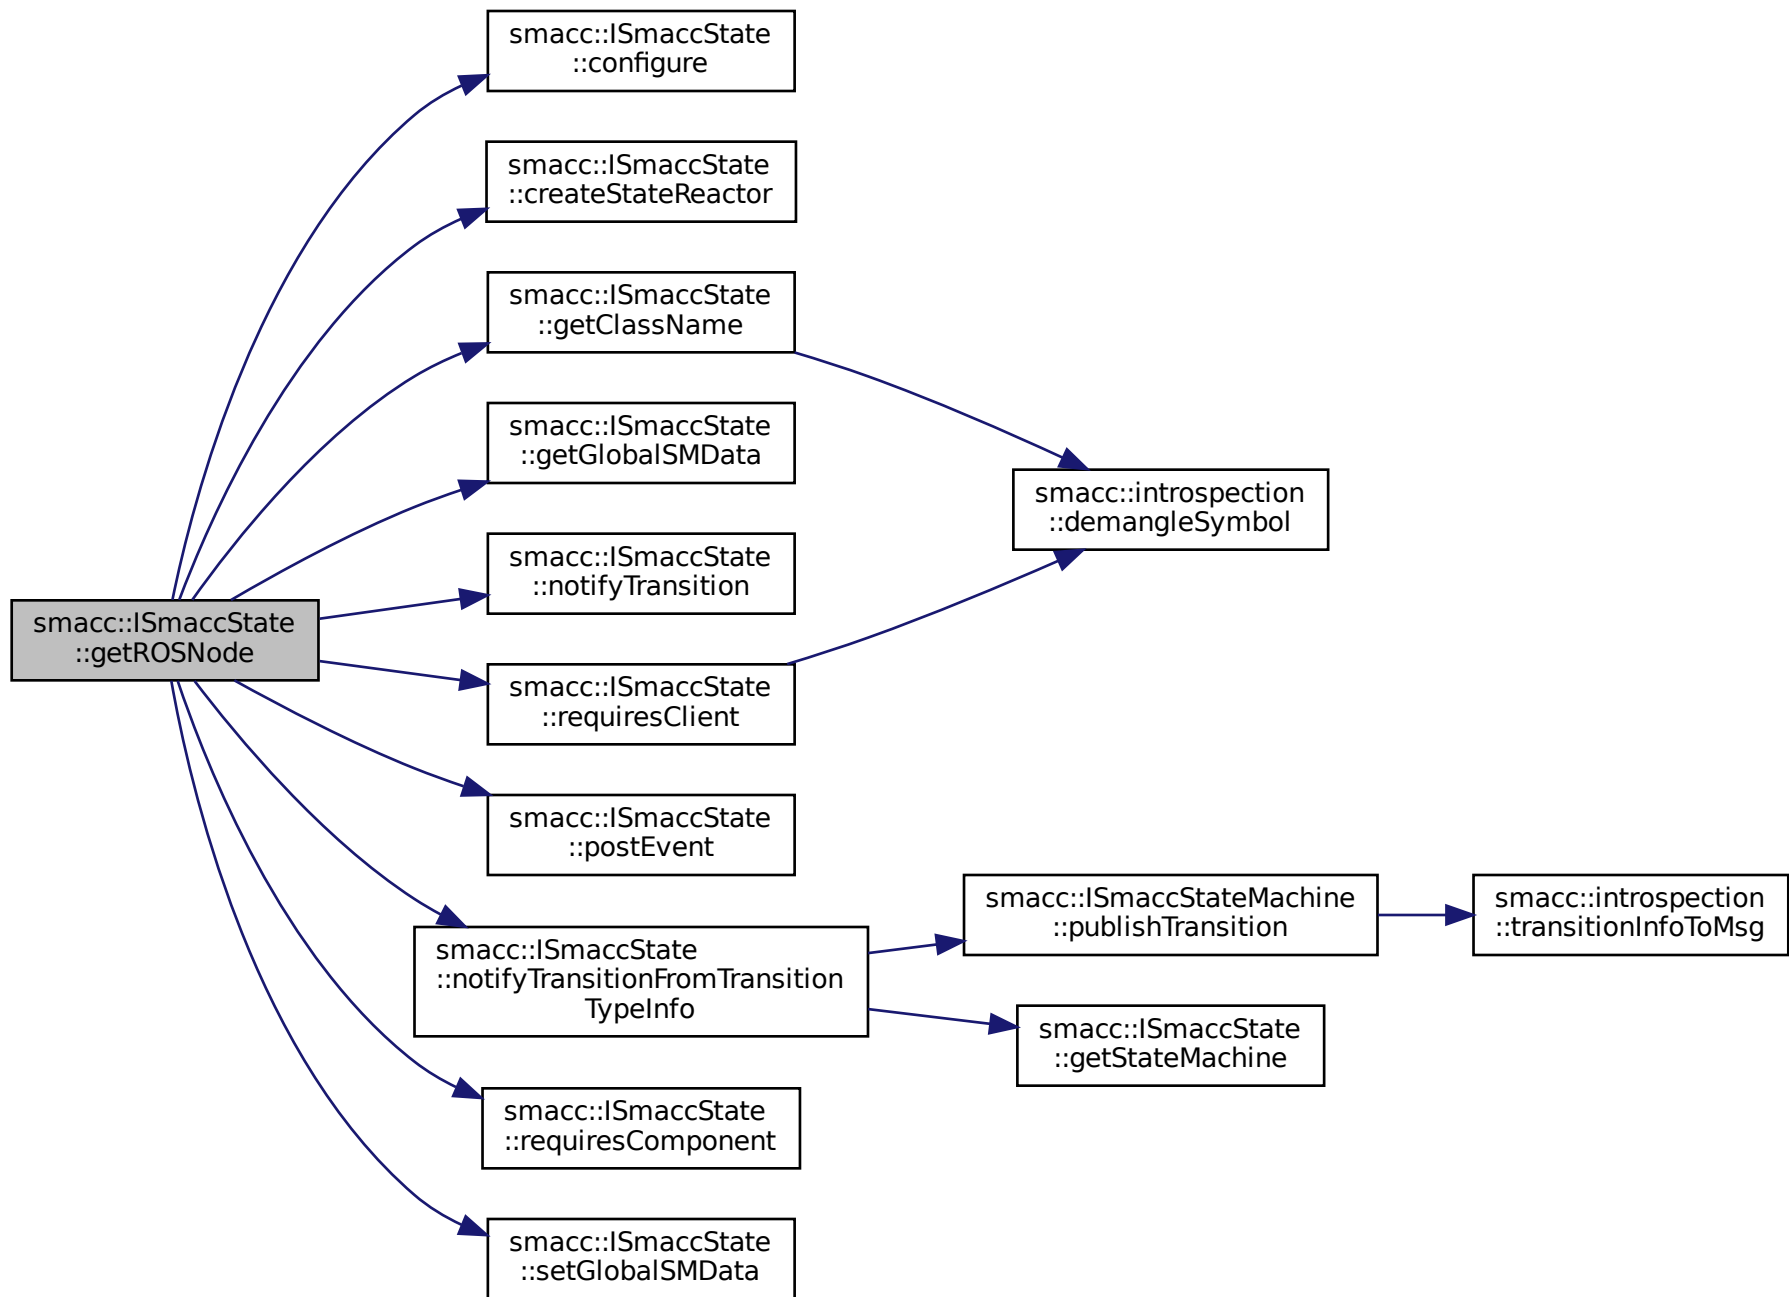 smacc::ISmaccState
::configure
smacc::ISmaccState
::createStateReactor
smacc::ISmaccState
::getClassName
smacc::ISmaccState
::getGlobalSMData
smacc::introspection
::demangleSymbol
smacc::ISmaccState
::notifyTransition
smacc::ISmaccState
::getROSNode
smacc::ISmaccState
::requiresClient
smacc::ISmaccState
::postEvent
smacc::ISmaccState
::notifyTransitionFromTransition
TypeInfo
smacc::ISmaccStateMachine
::publishTransition
smacc::introspection
::transitionInfoToMsg
smacc::ISmaccState
::getStateMachine
smacc::ISmaccState
::requiresComponent
smacc::ISmaccState
::setGlobalSMData